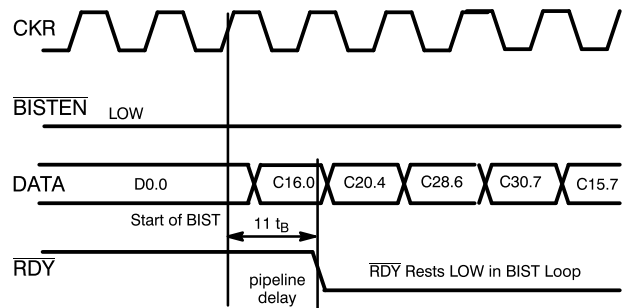 CKR
BISTEN LOW
DATA D0.0 C16.0 C20.4 C28.6 C30.7 C15.7
Start of BIST 11 tB
RDY RDY Rests LOW in BIST Loop
pipeline
delay